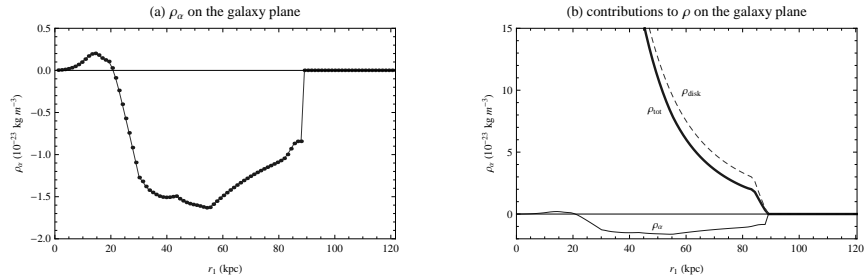 (a) ρα on the galaxy plane
0.5
0.0
−0.5
−1.0
−1.5
−2.0
ρα (10−23 kg m−3)
0 20 40 60 80 100 120
r1 (kpc)
(b) contributions to ρ on the galaxy plane
15
10
5
0
ρα (10−23 kg m−3)
ρdisk
ρtot
ρα
0 20 40 60 80 100 120
r1 (kpc)